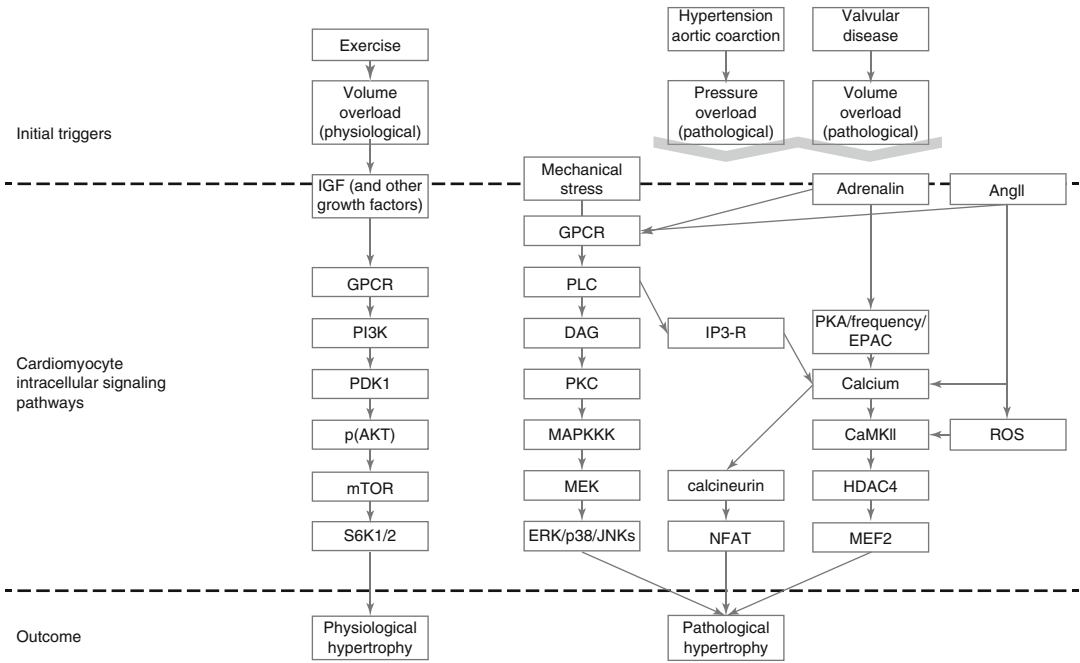 Hypertension
aortic coarction
Valvular
disease
Exercise
Volume
overload
(physiological)
Pressure
overload
(pathological)
Volume
overload
(pathological)
Initial triggers
Mechanical
stress
IGF (and other
growth factors)
Adrenalin
AngII
GPCR
GPCR
PLC
PI3K
DAG
IP3-R
PKA/frequency/
EPAC
Cardiomyocyte
intracellular signaling
pathways
PDK1
PKC
Calcium
p(AKT)
MAPKKK
CaMKII
ROS
mTOR
MEK
calcineurin
HDAC4
S6K1/2
ERK/p38/JNKs
NFAT
MEF2
Outcome
Physiological
hypertrophy
Pathological
hypertrophy